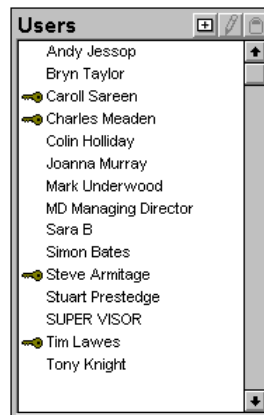 Users
Andy Jessop
Bryn Taylor
Caroll Sareen
Charles Meaden
Colin Holliday
Joanna Murray
Mark Underwood
MD Managing Director
Sara B
Simon Bates
Steve Armitage
Stuart Prestedge
SUPER VISOR
Tim Lawes
Tony Knight